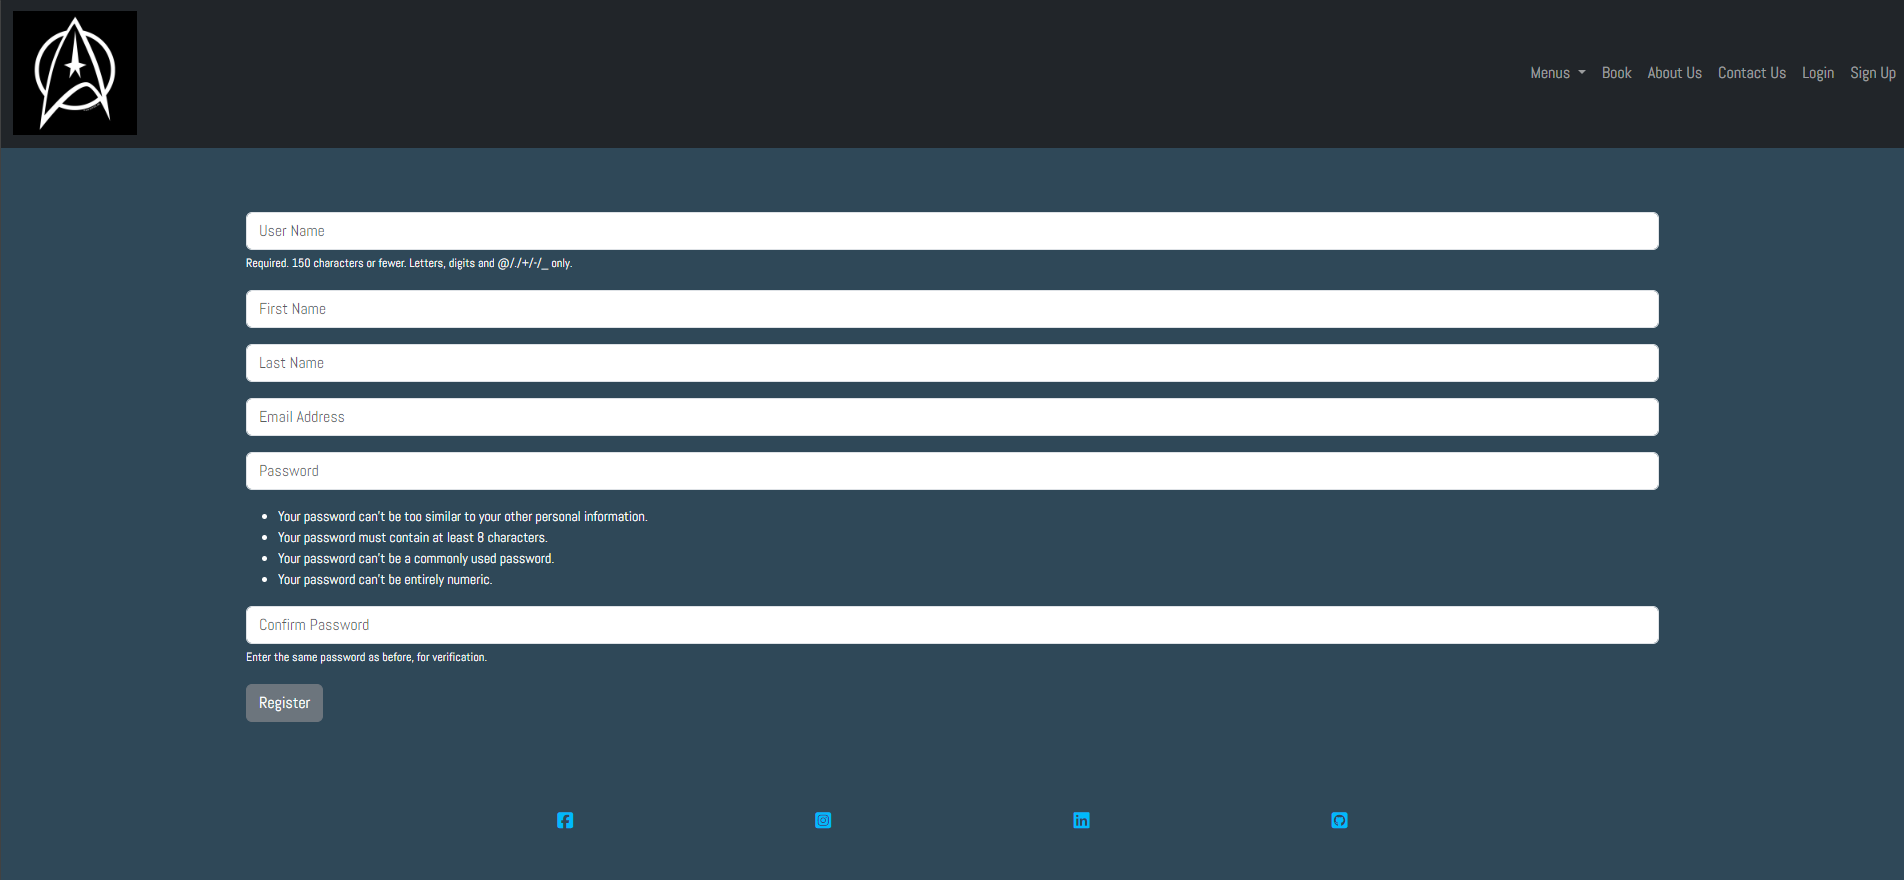 Menus Book About Us Contact Us Login Sign Up
User Name
Required. 150 characters or fewer. Letters, digits and @/./+/-/_ only.
First Name
Last Name
Email Address
Password
Your password can't be too similar to your other personal information.
Your password must contain at least 8 characters.
Your password can't be a commonly used password.
Your password can't be entirely numeric.
Confirm Password
Enter the same password as before, for verification.
Register